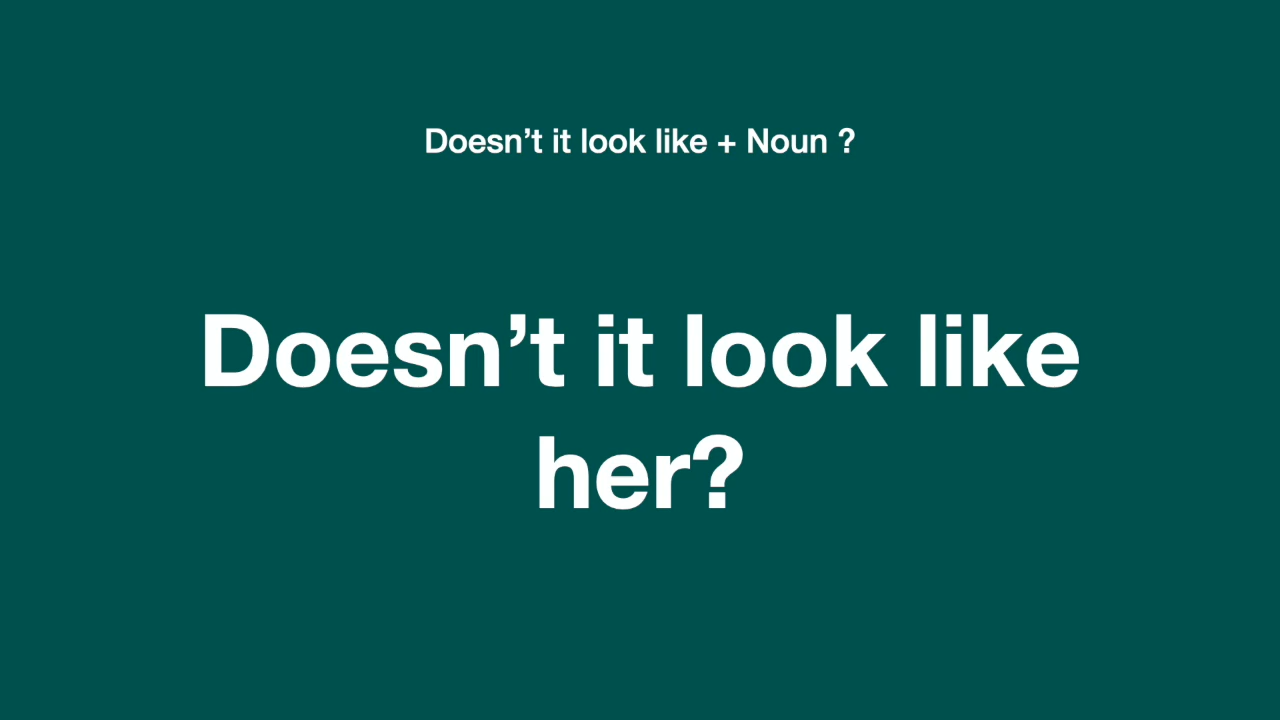 Doesn’t it look like + Noun ?
Doesn’t it look like
her?